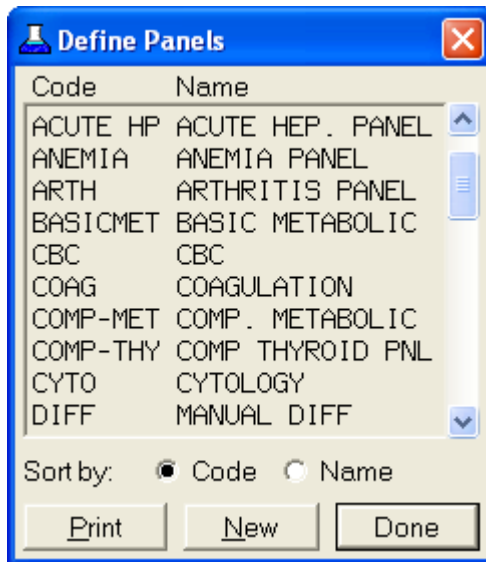 Define Panels
Code Name
ACUTE HP ACUTE HEP. PANEL
ANEMIA ANEMIA PANEL
ARTH ARTHRITIS PANEL
BASICMET BASIC METABOLIC
CBC CBC
COAG COAGULATION
COMP-MET COMP. METABOLIC
COMP-THY COMP THYROID PNL
CYTO CYTOLOGY
DIFF MANUAL DIFF
Sort by: Code Name
Print New Done